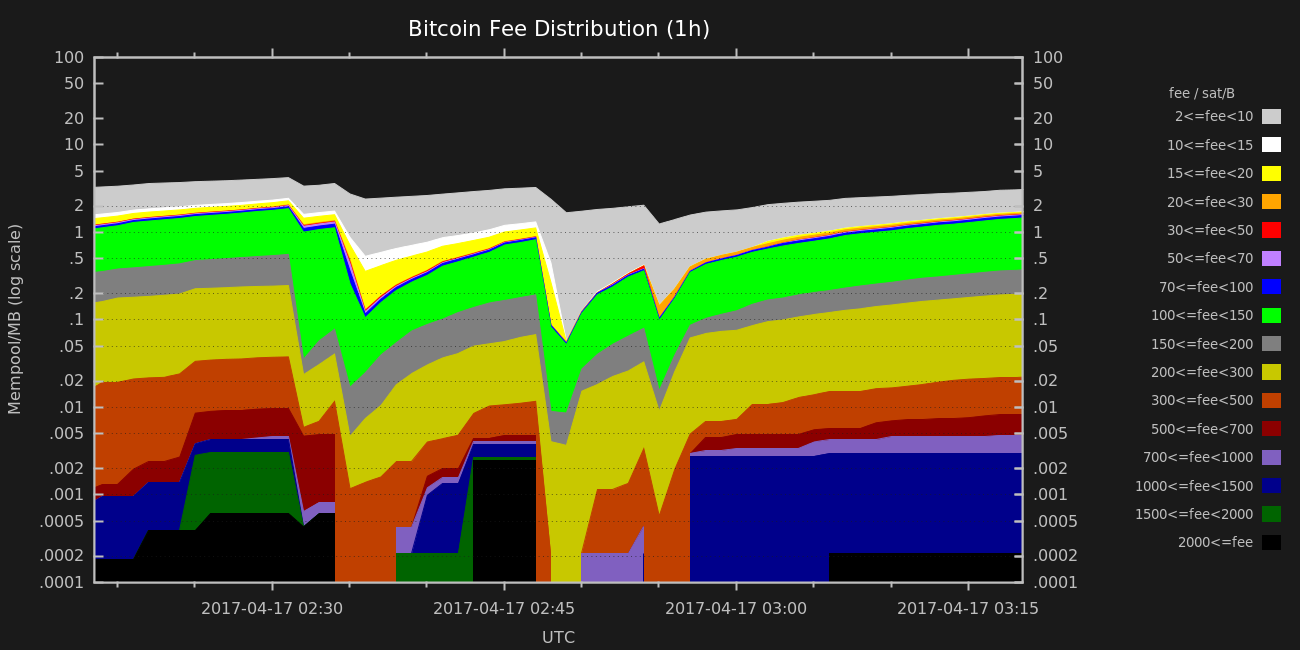 Bitcoin Fee Distribution (1h)
100 100
50 50
20 20
10 10
5 5
2 2
1 1
.5 .5
.2 .2
.1 .1
.05 .05
.02 .02
.01 .01
.005 .005
.002 .002
.001 .001
.0005 .0005
.0002 .0002
.0001 .0001
Mempool/MB (log scale)
2017-04-17 02:30 2017-04-17 02:45 2017-04-17 03:00 2017-04-17 03:15
UTC
fee / sat/B
2<=fee<10
10<=fee<15
15<=fee<20
20<=fee<30
30<=fee<50
50<=fee<70
70<=fee<100
100<=fee<150
150<=fee<200
200<=fee<300
300<=fee<500
500<=fee<700
700<=fee<1000
1000<=fee<1500
1500<=fee<2000
2000<=fee